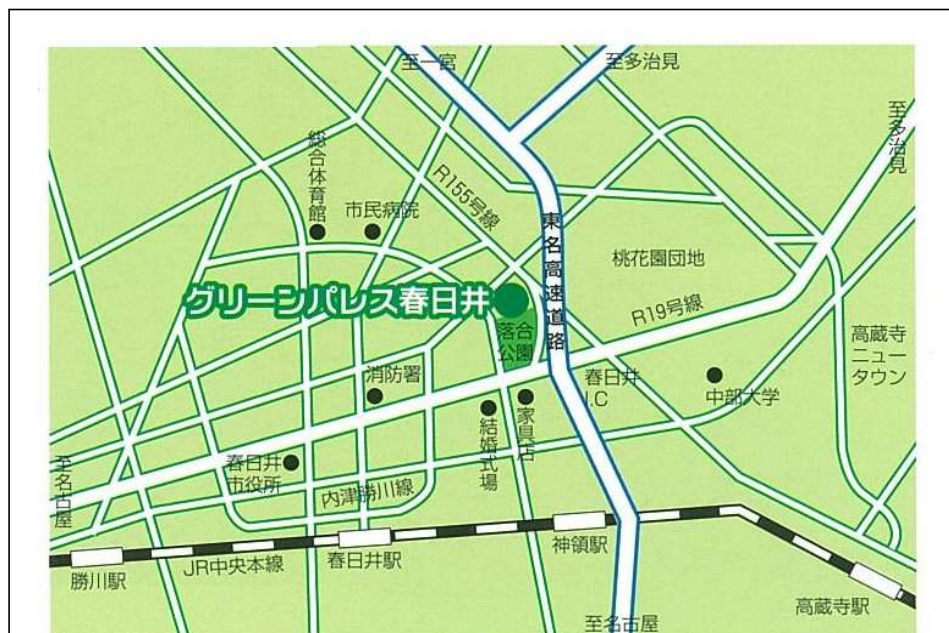 至一宮
至多治見
至多治見
総合体育館
市民病院
R155号線
東名高速道路
桃花園団地
グリーンパレス春日井
R19号線
落合
公園
高蔵寺
ニュー
タウン
消防署
春日井
I.C
中部大学
結婚式場
家具店
至名古屋
春日井
市役所
内津勝川線
神領駅
JR中央本線
春日井駅
勝川駅
高蔵寺駅
至名古屋